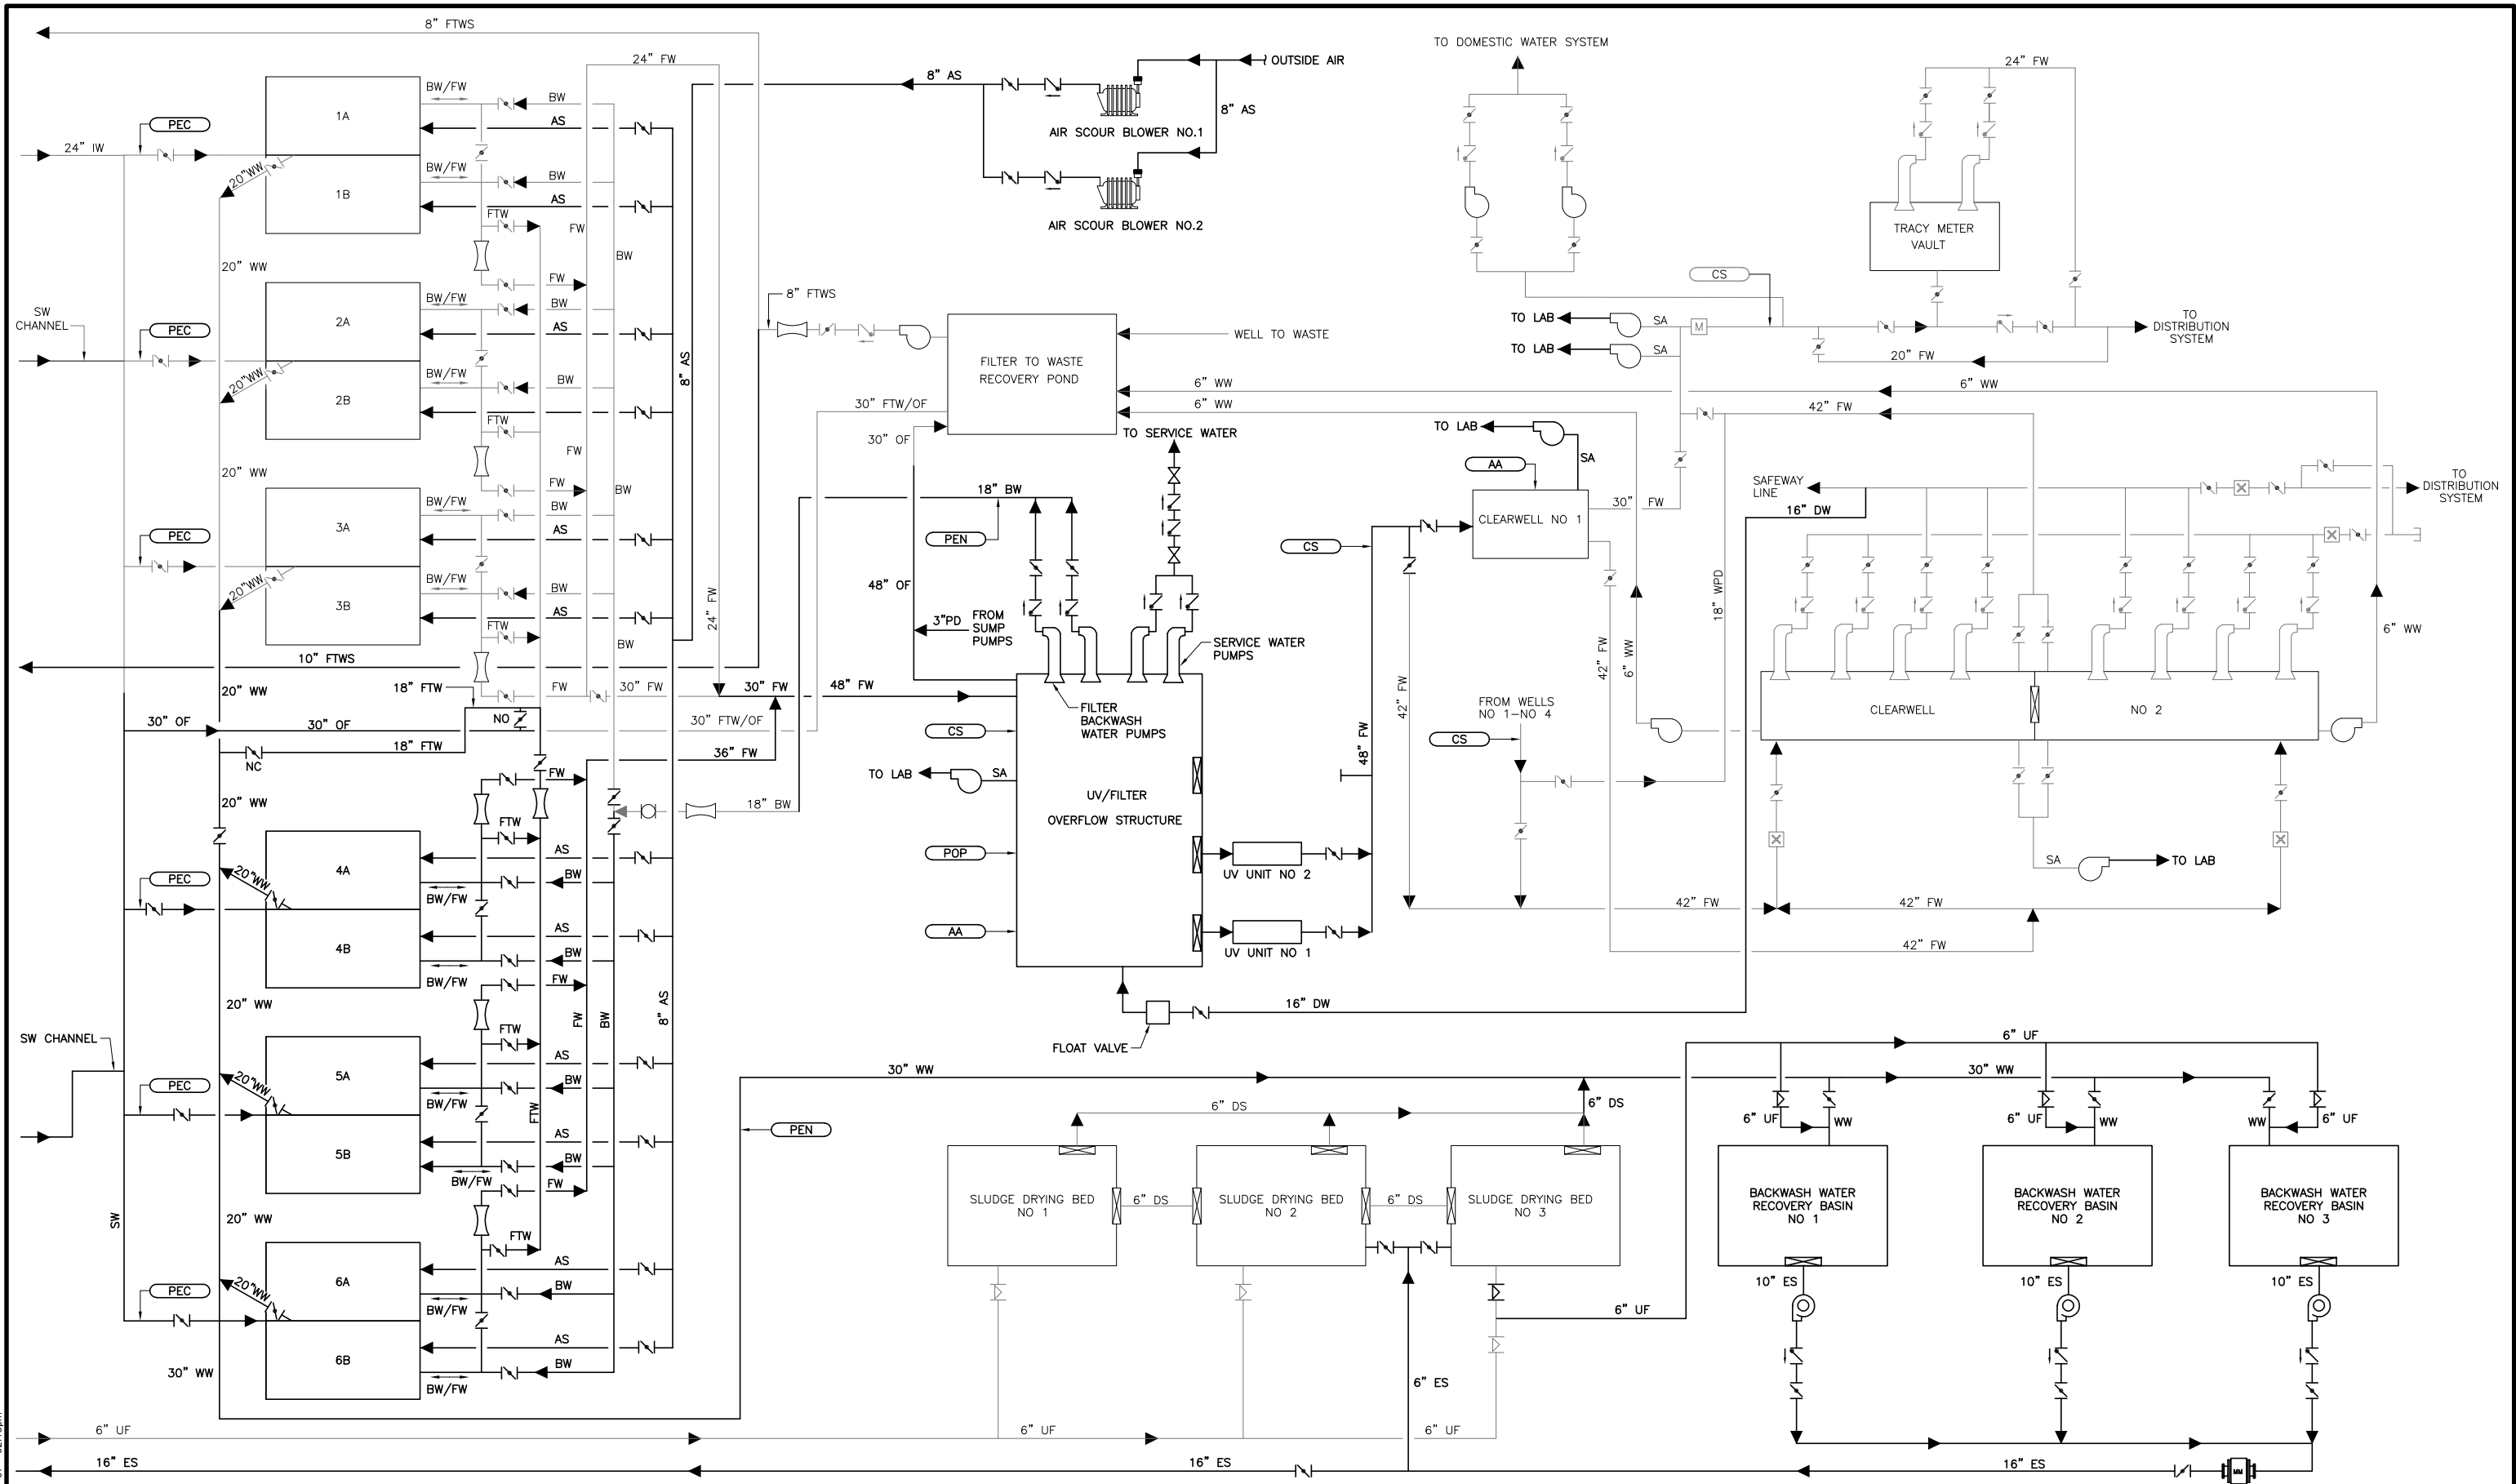 8" FTWS
24" FW
TO DOMESTIC WATER SYSTEM
OUTSIDE AIR
24" FW
8" AS
8" AS
BW/FW
BW
AS
1A
PEC
24" IW
AIR SCOUR BLOWER NO.1
BW/FW
BW
AS
20"WW
1B
FTW
FW
AIR SCOUR BLOWER NO.2
TRACY METER
VAULT
BW
20" WW
FW
CS
BW/FW
BW
8" FTWS
SW
CHANNEL
PEC
2A
AS
TO LAB
SA
M
TO
DISTRIBUTION
SYSTEM
WELL TO WASTE
TO LAB
SA
20" FW
8" AS
FILTER TO WASTE
RECOVERY POND
BW/FW
BW
20"WW
2B
6" WW
6" WW
30" FTW/OF
6" WW
42" FW
FTW
30" OF
TO SERVICE WATER
TO LAB
FW
SA
20" WW
AA
FW
BW
18" BW
SAFEWAY
LINE
TO
DISTRIBUTION
SYSTEM
BW/FW
BW
30" FW
16" DW
3A
CLEARWELL NO 1
PEC
AS
PEN
CS
BW/FW
BW
20"WW
48" OF
18" WPD
3B
AS
24" FW
3"PD
FROM
SUMP
PUMPS
FTW
BW
SERVICE WATER
PUMPS
6" WW
42" FW
6" WW
10" FTWS
20" WW
18" FTW
FW
30" FW
30" FW
48" FW
42" FW
FROM WELLS
NO 1-NO 4
CLEARWELL
NO 2
FILTER
BACKWASH
WATER PUMPS
30" OF
30" OF
NO
30" FTW/OF
CS
CS
18" FTW
36" FW
48" FW
NC
FW
TO LAB
SA
20" WW
18" BW
UV/FILTER
OVERFLOW STRUCTURE
FTW
AS
POP
4A
20"WW
BW
UV UNIT NO 2
SA
TO LAB
PEC
BW/FW
42" FW
42" FW
AS
AA
4B
BW
UV UNIT NO 1
42" FW
BW/FW
FW
20" WW
8" AS
16" DW
FW
BW
FTW
SW CHANNEL
FLOAT VALVE
6" UF
AS
5A
30" WW
30" WW
PEC
20"WW
BW
BW/FW
6" DS
6" DS
FTW
6" UF
WW
6" UF
WW
WW
6" UF
PEN
AS
5B
BW
BW/FW
FW
SLUDGE DRYING BED
NO 1
6" DS
SLUDGE DRYING BED
NO 2
6" DS
SLUDGE DRYING BED
NO 3
BACKWASH WATER
RECOVERY BASIN
NO 1
BACKWASH WATER
RECOVERY BASIN
NO 2
BACKWASH WATER
RECOVERY BASIN
NO 3
SW
20" WW
FTW
AS
6A
PEC
20"WW
BW
10" ES
10" ES
10" ES
BW/FW
6" UF
AS
6B
BW
30" WW
BW/FW
6" ES
6" UF
6" UF
6" UF
16" ES
16" ES
16" ES